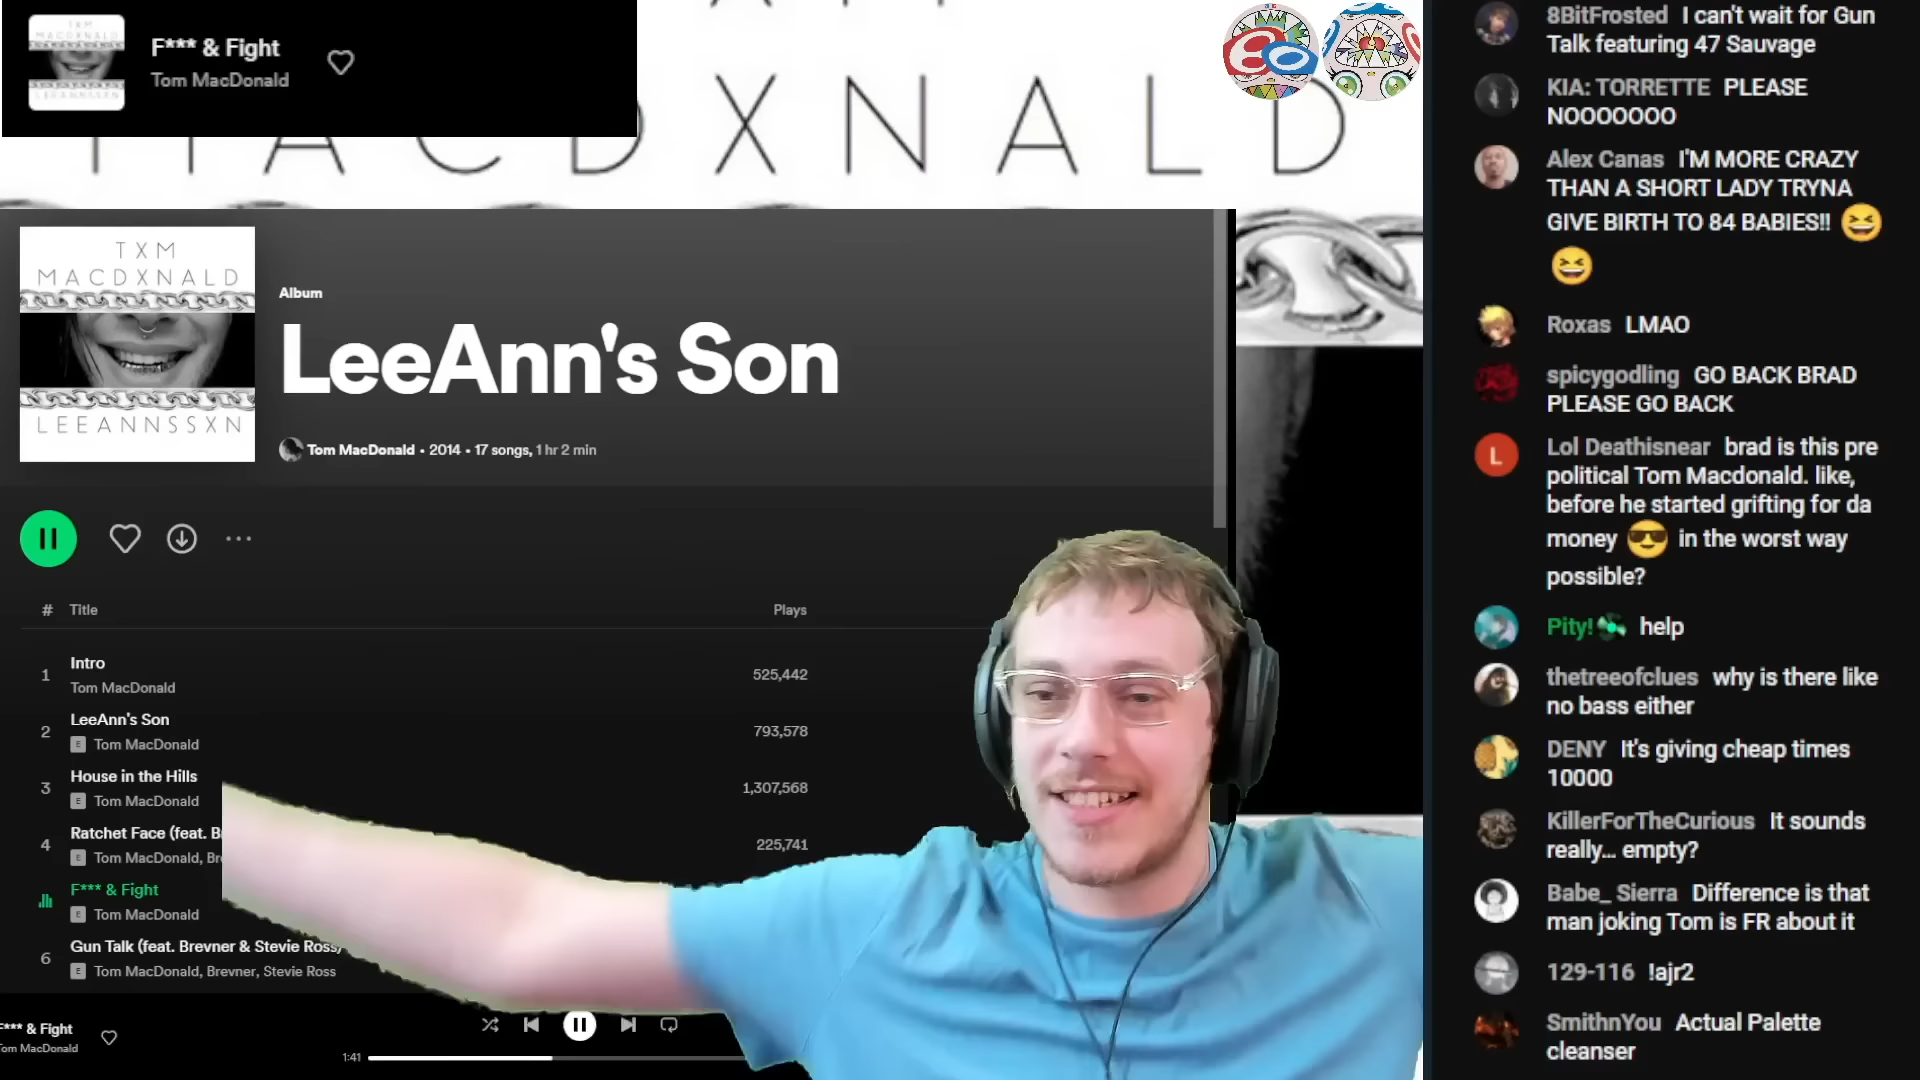 T X M
MACDXNALD
F*** & Fight
Tom MacDonald
MACDXNALD
T X M
MACDXNALD
LEEANNSSXN
Album
LeeAnn's Son
Tom MacDonald • 2014 • 17 songs, 1 hr 2 min
# Title Plays
1 Intro 525,442
Tom MacDonald
2 LeeAnn's Son 793,578
E Tom MacDonald
3 House in the Hills 1,307,568
E Tom MacDonald
4 Ratchet Face (feat. B 225,741
E Tom MacDonald, Br
F*** & Fight
E Tom MacDonald
6 Gun Talk (feat. Brevner & Stevie Ross)
E Tom MacDonald, Brevner, Stevie Ross
F*** & Fight
Tom MacDonald
1:41
8BitFrosted I can't wait for Gun
Talk featuring 47 Sauvage
KIA: TORRETTE PLEASE
NOOOOOOO
Alex Canas I'M MORE CRAZY
THAN A SHORT LADY TRYNA
GIVE BIRTH TO 84 BABIES!! 😆
😆
Roxas LMAO
spicygodling GO BACK BRAD
PLEASE GO BACK
L
Lol Deathisnear brad is this pre
political Tom Macdonald. like,
before he started grifting for da
money 😎 in the worst way
possible?
Pity! help
thetreeofclues why is there like
no bass either
DENY It's giving cheap times
10000
KillerForTheCurious It sounds
really... empty?
Babe_ Sierra Difference is that
man joking Tom is FR about it
129-116 !ajr2
SmithnYou Actual Palette
cleanser